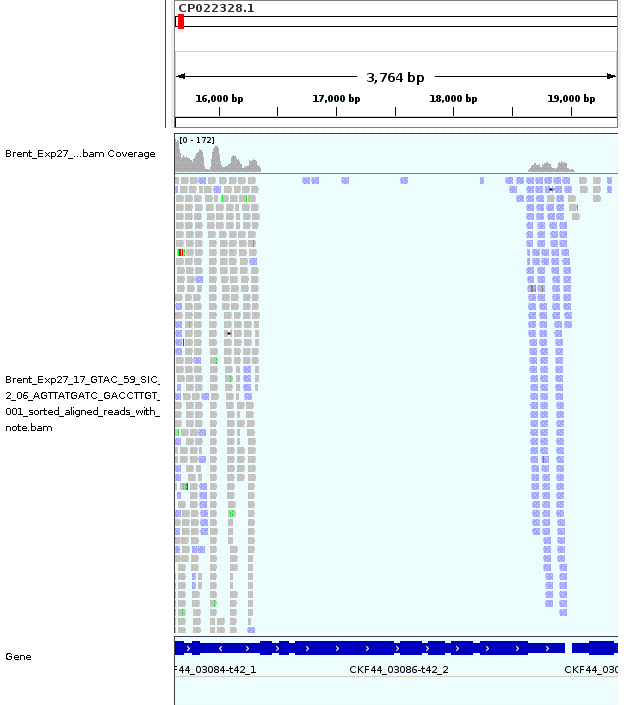 CP022328.1
3,764 bp
16,000 bp
17,000 bp
18,000 bp
19,000 bp
[0 - 172]
Brent_Exp27_...bam Coverage
Brent_Exp27_17_GTAC_59_SIC_
2_06_AGTTATGATC_GACCTTGT_
001_sorted_aligned_reads_with_
note.bam
Gene
F44_03084-t42_1
CKF44_03086-t42_2
CKF44_030